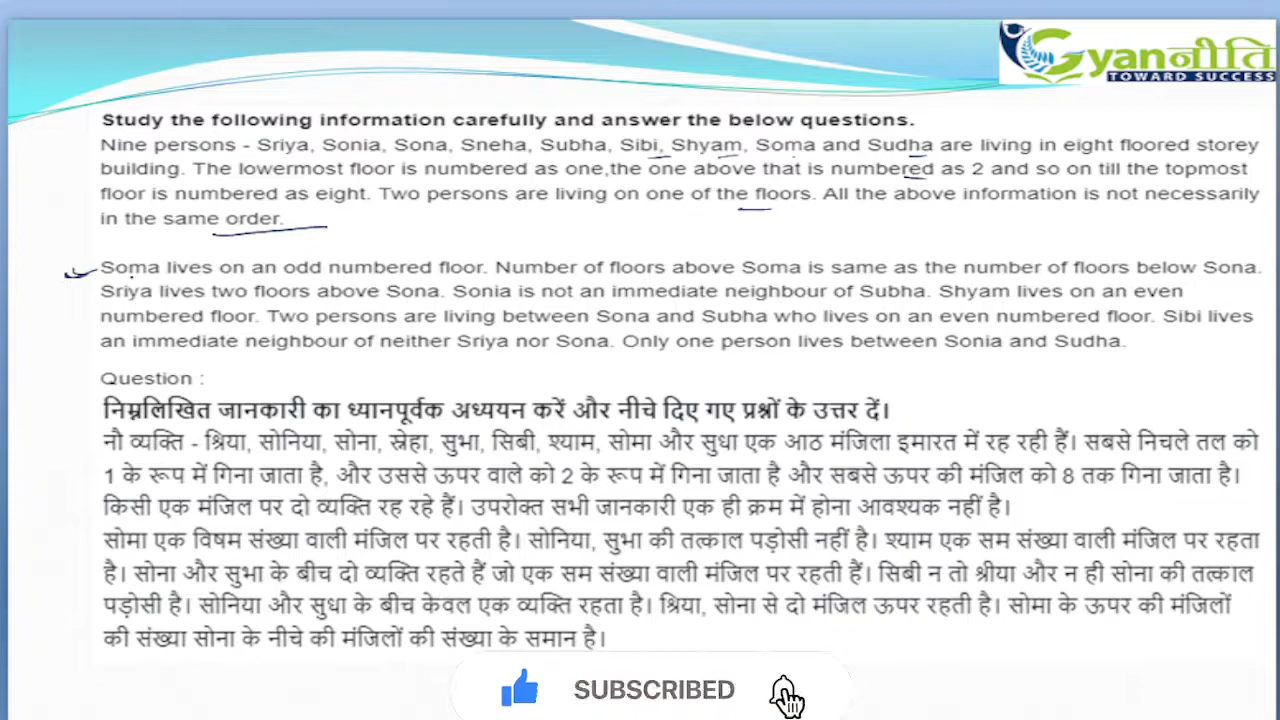 Gyanनीति
TOWARD SUCCESS
Study the following information carefully and answer the below questions.
Nine persons - Sriya, Sonia, Sona, Sneha, Subha, Sibi, Shyam, Soma and Sudha are living in eight floored storey
building. The lowermost floor is numbered as one,the one above that is numbered as 2 and so on till the topmost
floor is numbered as eight. Two persons are living on one of the floors. All the above information is not necessarily
in the same order.
Soma lives on an odd numbered floor. Number of floors above Soma is same as the number of floors below Sona.
Sriya lives two floors above Sona. Sonia is not an immediate neighbour of Subha. Shyam lives on an even
numbered floor. Two persons are living between Sona and Subha who lives on an even numbered floor. Sibi lives
an immediate neighbour of neither Sriya nor Sona. Only one person lives between Sonia and Sudha.
Question :
निम्नलिखित जानकारी का ध्यानपूर्वक अध्ययन करें और नीचे दिए गए प्रश्नों के उत्तर दें।
नौ व्यक्ति - श्रिया, सोनिया, सोना, स्नेहा, सुभा, सिबी, श्याम, सोमा और सुधा एक आठ मंजिला इमारत में रह रही हैं। सबसे निचले तल को
1 के रूप में गिना जाता है, और उससे ऊपर वाले को 2 के रूप में गिना जाता है और सबसे ऊपर की मंजिल को 8 तक गिना जाता है।
किसी एक मंजिल पर दो व्यक्ति रह रहे हैं। उपरोक्त सभी जानकारी एक ही क्रम में होना आवश्यक नहीं है।
सोमा एक विषम संख्या वाली मंजिल पर रहती है। सोनिया, सुभा की तत्काल पड़ोसी नहीं है। श्याम एक सम संख्या वाली मंजिल पर रहता
है। सोना और सुभा के बीच दो व्यक्ति रहते हैं जो एक सम संख्या वाली मंजिल पर रहती हैं। सिबी न तो श्रीया और न ही सोना की तत्काल
पड़ोसी है। सोनिया और सुधा के बीच केवल एक व्यक्ति रहता है। श्रिया, सोना से दो मंजिल ऊपर रहती है। सोमा के ऊपर की मंजिलों
की संख्या सोना के नीचे की मंजिलों की संख्या के समान है।
SUBSCRIBED